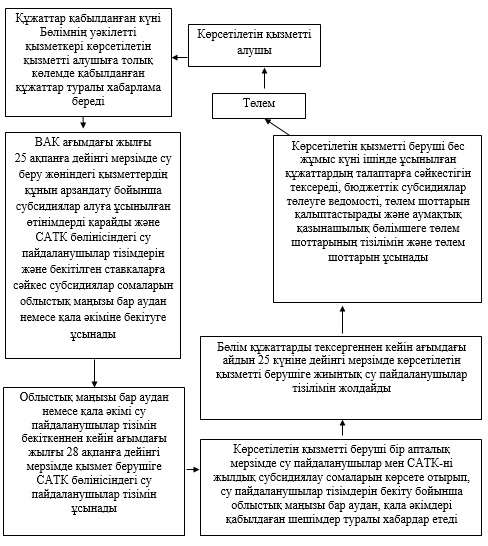 Құжаттар қабылданған күні
Бөлімнің уәкілетті
қызметкері көрсетілетін
қызметті алушыға толық
көлемде қабылданған
құжаттар туралы хабарлама
береді
Көрсетілетін қызметті
алушы
Төлем
ВАК ағымдағы жылғы
25 ақпанға дейінгі мерзімде су
беру жөніндегі қызметтердің
құнын арзандату бойынша
субсидиялар алуға ұсынылған
өтінімдерді қарайды және
САТК бөлінісіндегі су
пайдаланушылар тізімдерін
және бекітілген ставкаларға
сәйкес субсидиялар сомаларын
облыстық маңызы бар аудан
немесе қала әкіміне бекітуге
ұсынады
Көрсетілетін қызметті беруші бес
жұмыс күні ішінде ұсынылған
құжаттардың талаптарға сәйкестігін
тексереді, бюджеттік субсидиялар
төлеуге ведомості, төлем шоттарын
қалыптастырады және аумақтық
қазынашылық бөлімшеге төлем
шоттарының тізілімін және төлем
шоттарын ұсынады
Бөлім құжаттарды тексергеннен кейін ағымдағы
айдын 25 күніне дейінгі мерзімде көрсетілетін
қызметті берушіге жиынтық су пайдаланушылар
тізілімін жолдайды
Облыстық маңызы бар аудан
немесе қала әкімі су
пайдаланушылар тізімін
бекіткеннен кейін ағымдағы
жылғы 28 ақпанға дейінгі
мерзімде қызмет берушіге
САТК бөлінісіндегі су
пайдаланушылар тізімін
ұсынады
Көрсетілетін қызметті беруші бір апталық
мерзімде су пайдаланушылар мен САТК-ні
жылдық субсидиялау сомаларын көрсете отырып,
су пайдаланушылар тізімдерін бекіту бойынша
облыстық маңызы бар аудан, қала әкімдері
қабылдаған шешімдер туралы хабардар етеді